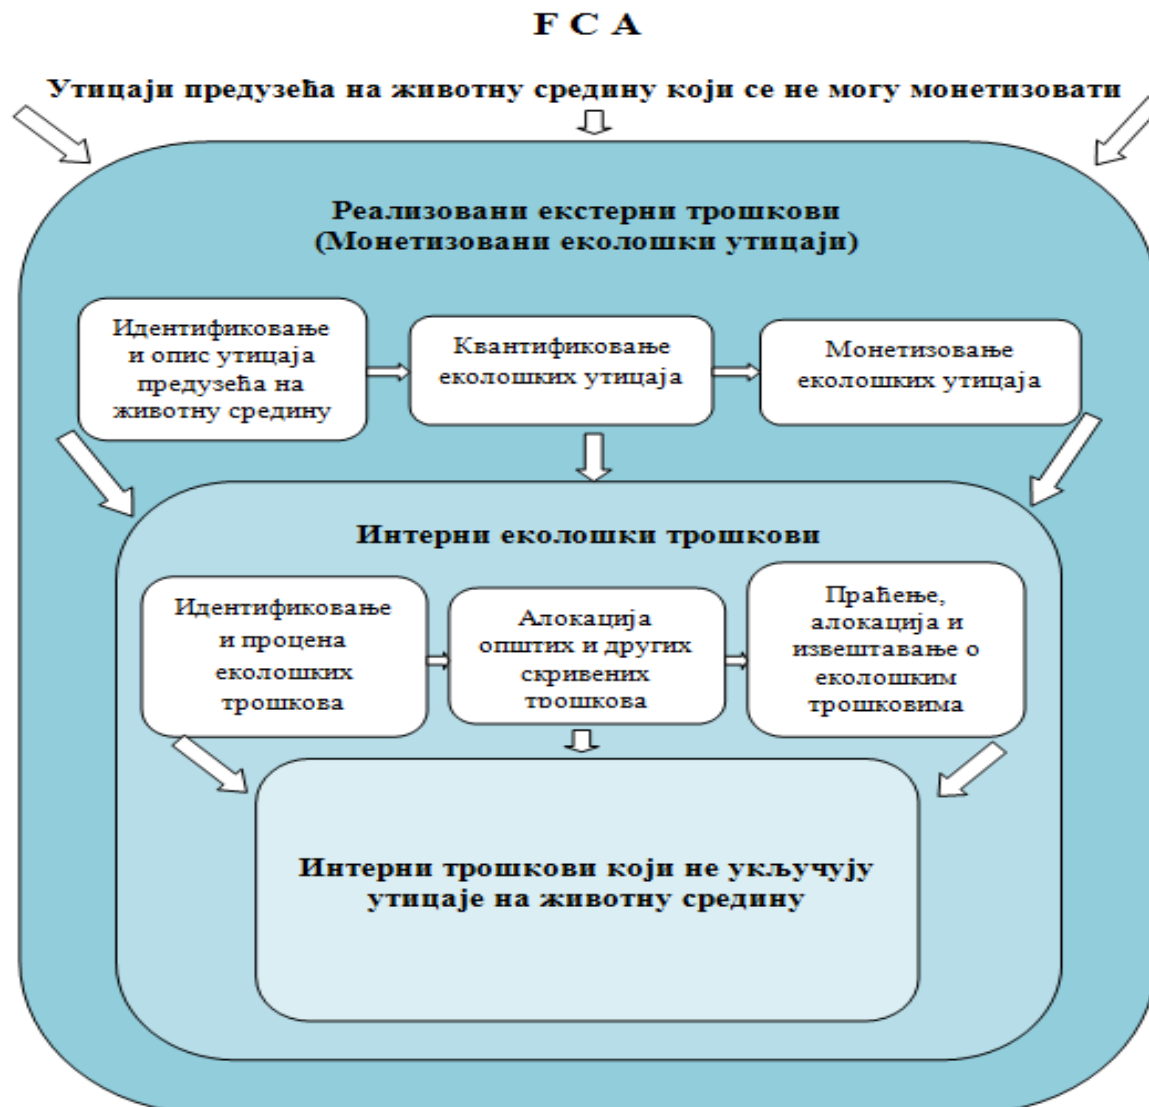 F C A
Утицаји предузећа на животну средину који се не могу монетизовати
Реализовани екстерни трошкови
(Монетизовани еколошки утицаји)
Идентификовање
и опис утицаја
предузећа на
животну средину
Квантификовање
еколошких утицаја
Монетизовање
еколошких утицаја
Интерни еколошки трошкови
Идентификовање
и процена
еколошких
трошкова
Алокација
општих и других
скривених
трошкова
Праћење,
алокација и
извештавање о
еколошким
трошковима
Интерни трошкови који не укључују
утицаје на животну средину